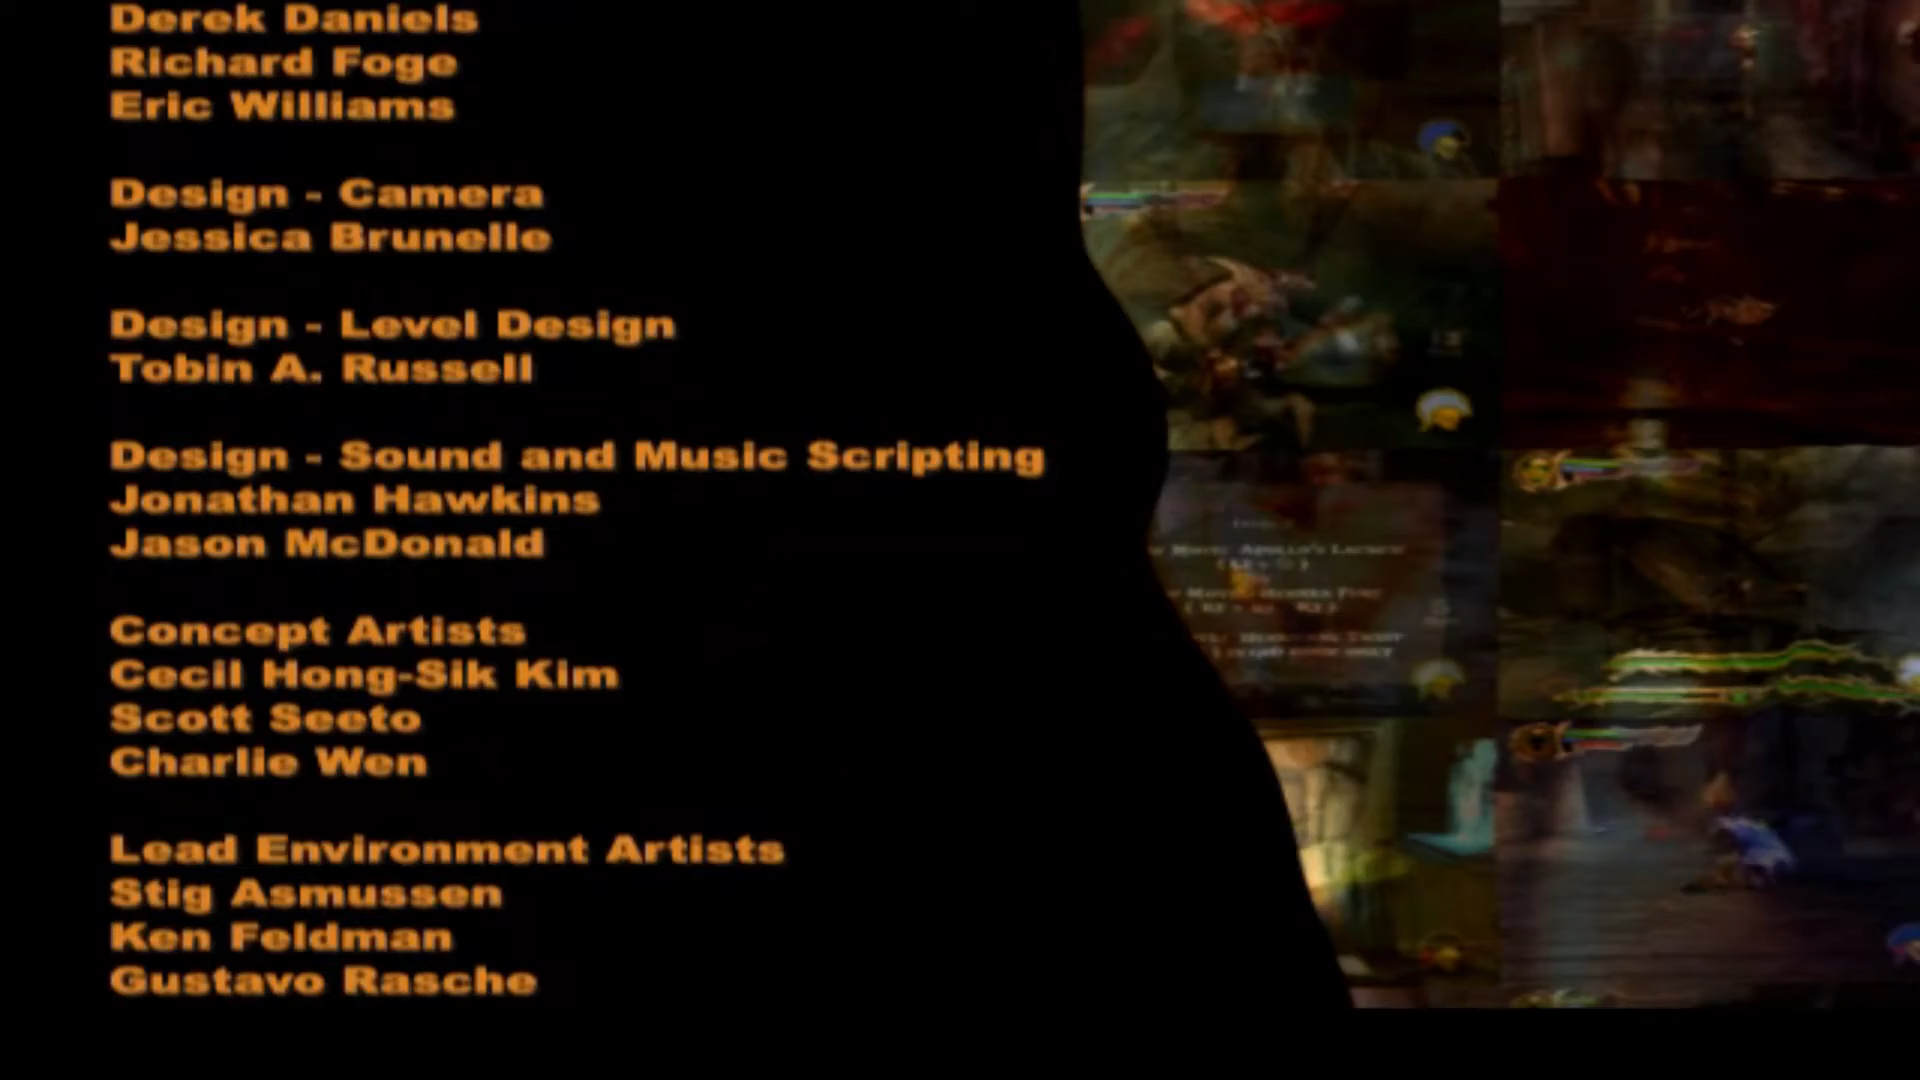 Derek Daniels
Richard Foge
Eric Williams
Design - Camera
Jessica Brunelle
Design - Level Design
Tobin A. Russell
Design - Sound and Music Scripting
Jonathan Hawkins
Jason McDonald
Concept Artists
Cecil Hong-Sik Kim
Scott Seeto
Charlie Wen
Lead Environment Artists
Stig Asmussen
Ken Feldman
Gustavo Rasche